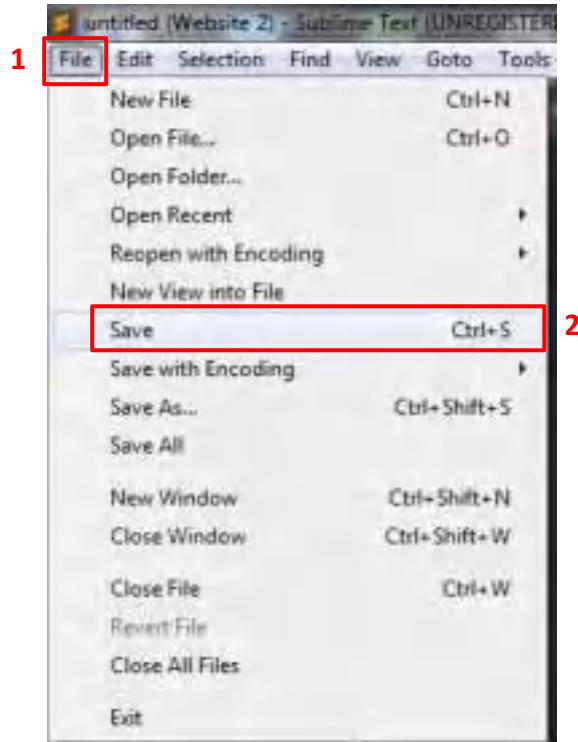 untitled (Website 2) - Sublime Text (UNREGISTERE
1 File Edit Selection Find View Goto Tools
New File Ctrl+N
Open File... Ctrl+O
Open Folder...
Open Recent
Reopen with Encoding
New View into File
Save Ctrl+S 2
Save with Encoding
Save As... Ctrl+Shift+S
Save All
New Window Ctrl+Shift+N
Close Window Ctrl+Shift+W
Close File Ctrl+W
Revert File
Close All Files
Exit